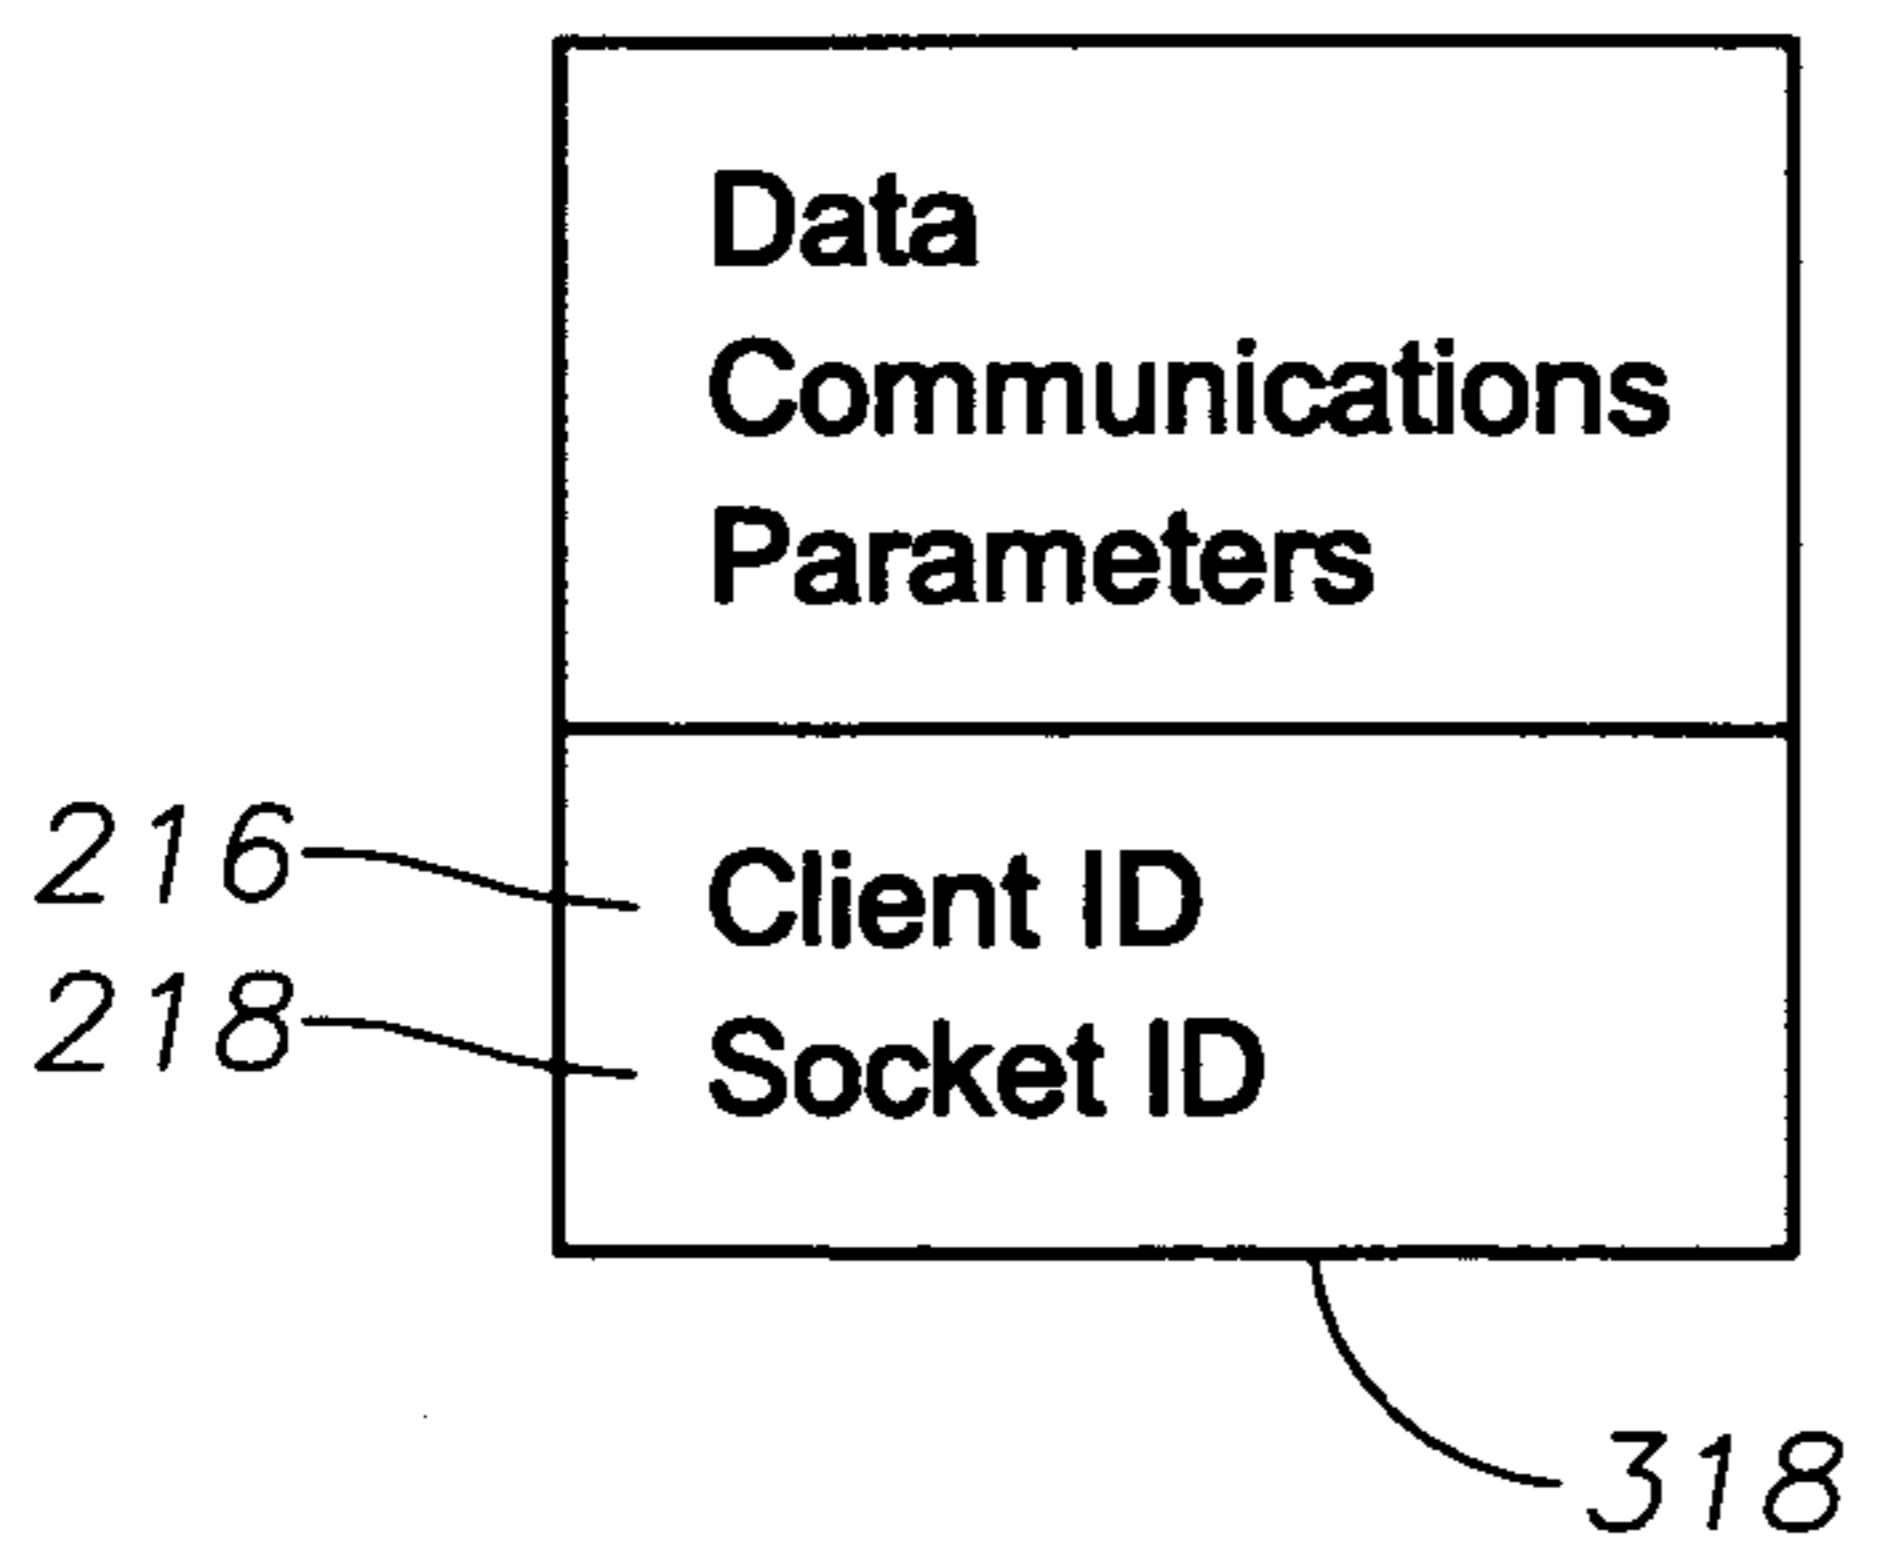 Data
Communications
Parameters
216 Client ID
218 Socket ID
318